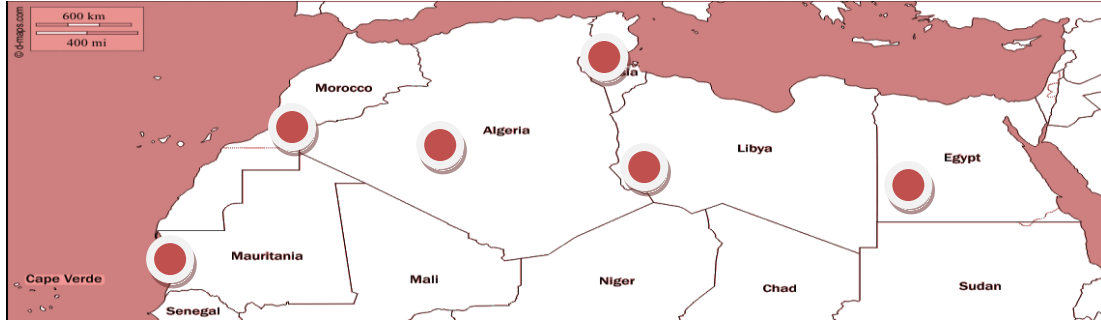 600 km
400 mi
© d-maps.com
Morocco
Algeria
Libya
Egypt
Mauritania
Mali
Niger
Chad
Sudan
Cape Verde
Senegal